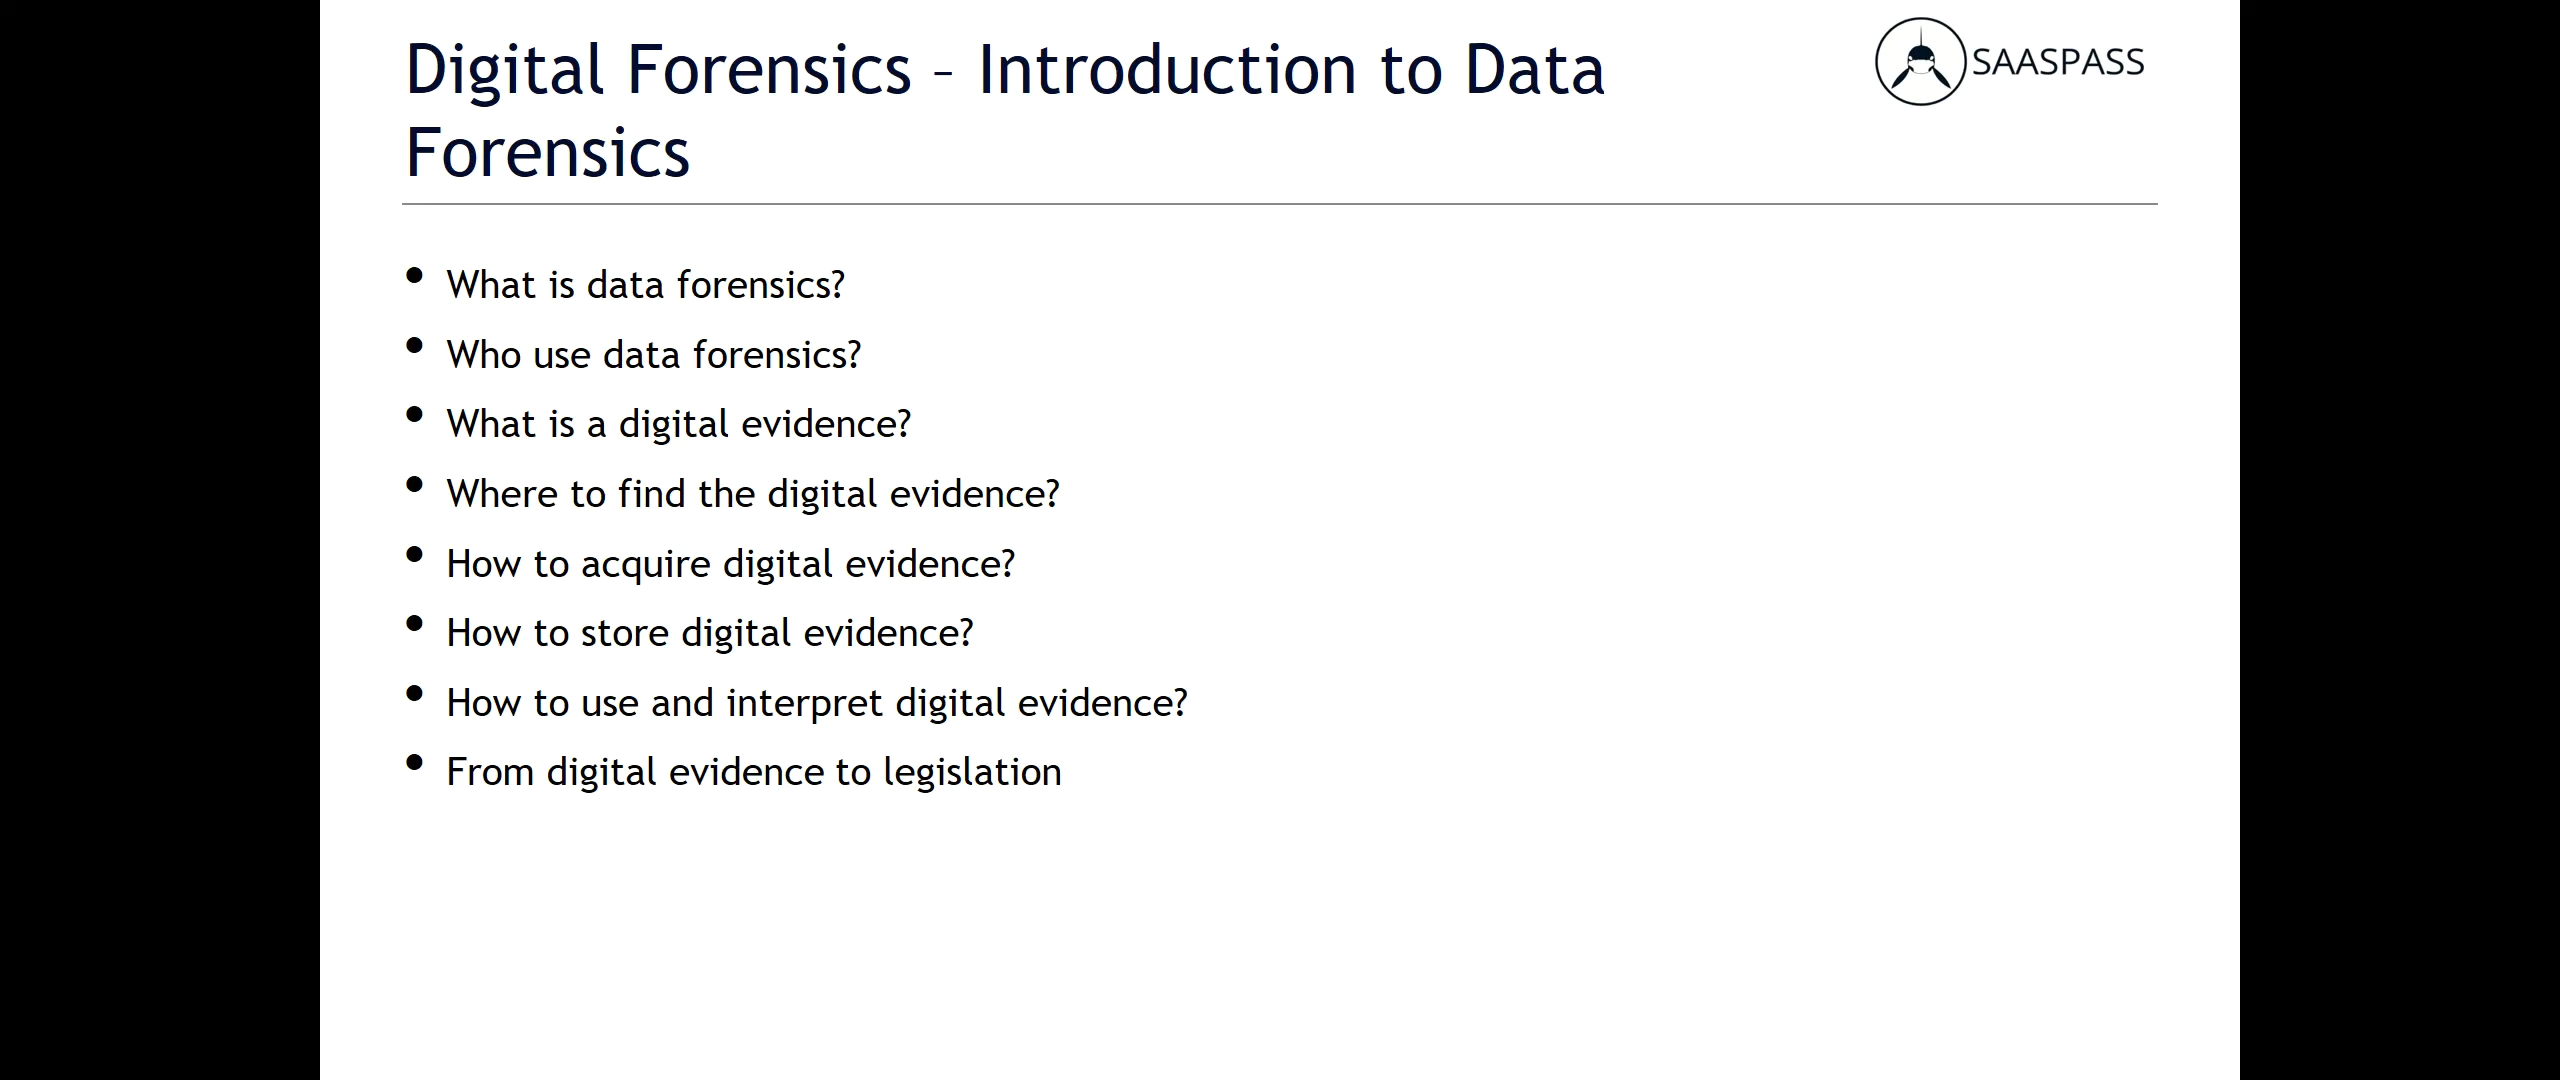 Digital Forensics – Introduction to Data
Forensics
SAASPASS
• What is data forensics?
• Who use data forensics?
• What is a digital evidence?
• Where to find the digital evidence?
• How to acquire digital evidence?
• How to store digital evidence?
• How to use and interpret digital evidence?
• From digital evidence to legislation